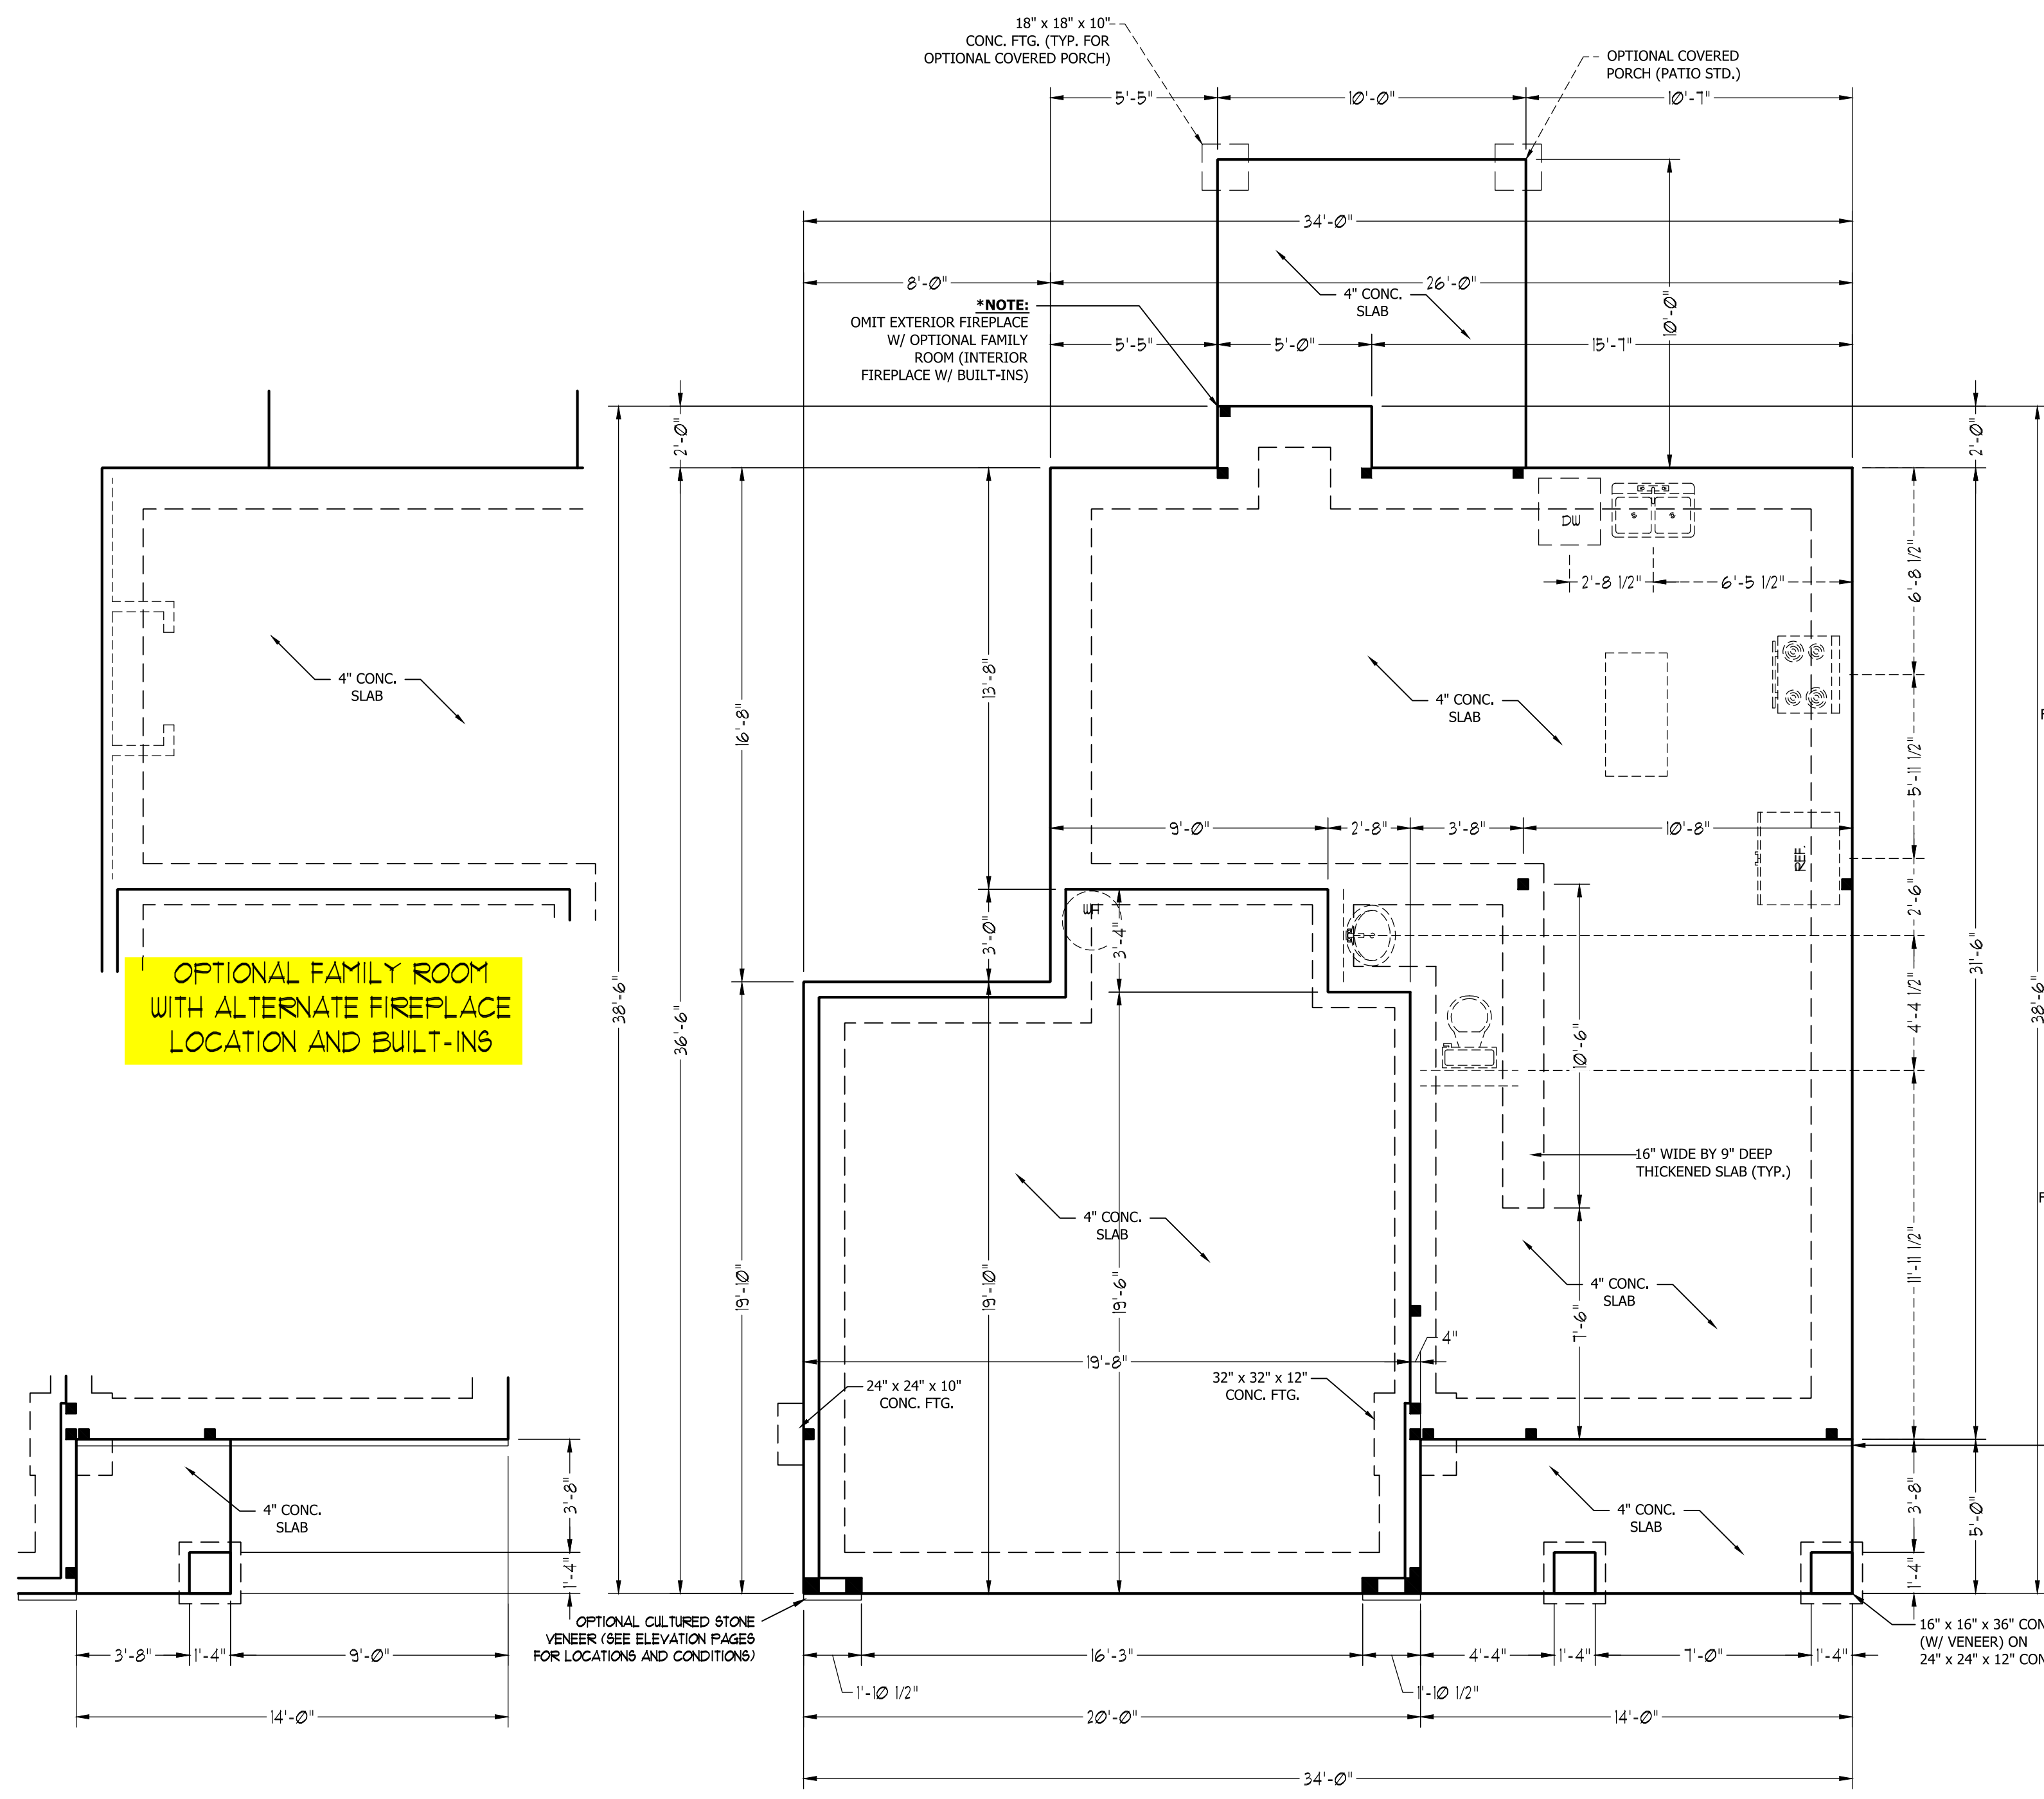 18" x 18" x 10"
CONC. FTG. (TYP. FOR
OPTIONAL COVERED PORCH)
OPTIONAL COVERED
PORCH (PATIO STD.)
5'-5"
10'-0"
10'-7"
34'-0"
8'-0"
26'-0"
4" CONC.
SLAB
10'-0"
*NOTE:
OMIT EXTERIOR FIREPLACE
W/ OPTIONAL FAMILY
ROOM (INTERIOR
FIREPLACE W/ BUILT-INS)
5'-5"
5'-0"
15'-7"
2'-0"
2'-0"
DW
2'-8 1/2"
6'-5 1/2"
6'-8 1/2"
4" CONC.
SLAB
13'-8"
16'-8"
4" CONC.
SLAB
5'-11 1/2"
9'-0"
2'-8"
3'-8"
10'-8"
REF.
WH
3'-0"
3'-4"
2'-6"
31'-6"
OPTIONAL FAMILY ROOM
WITH ALTERNATE FIREPLACE
LOCATION AND BUILT-INS
38'-6"
36'-6"
4'-4 1/2"
38'-6"
10'-6"
16" WIDE BY 9" DEEP
THICKENED SLAB (TYP.)
4" CONC.
SLAB
19'-10"
19'-10"
19'-6"
11'-11 1/2"
4" CONC.
SLAB
7'-6"
4"
19'-8"
24" x 24" x 10"
CONC. FTG.
32" x 32" x 12"
CONC. FTG.
4" CONC.
SLAB
3'-8"
1'-4"
4" CONC.
SLAB
3'-8"
5'-0"
1'-4"
OPTIONAL CULTURED STONE
VENEER (SEE ELEVATION PAGES
FOR LOCATIONS AND CONDITIONS)
16" x 16" x 36" CON
(W/ VENEER) ON
24" x 24" x 12" CON
3'-8"
1'-4"
9'-0"
16'-3"
4'-4"
1'-4"
7'-0"
1'-4"
1'-10 1/2"
1'-10 1/2"
14'-0"
20'-0"
14'-0"
34'-0"